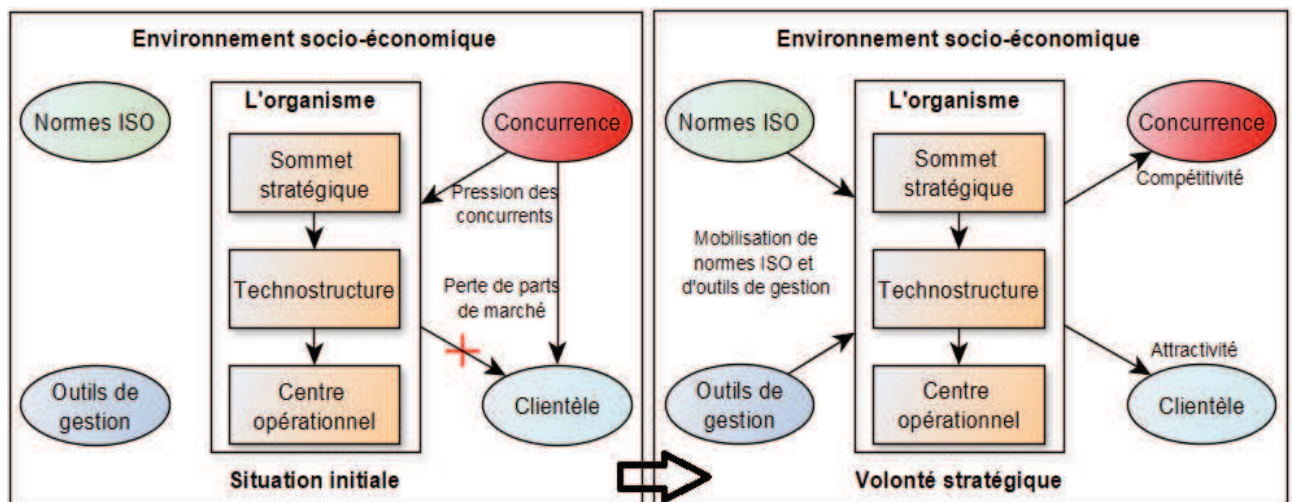 Environnement socio-économique
Normes ISO
L'organisme
Concurrence
Sommet
stratégique
Pression des
concurrents
Technostructure
Perte de parts
de marché
Outils de
gestion
Centre
opérationnel
Clientèle
Situation initiale
Environnement socio-économique
Normes ISO
L'organisme
Concurrence
Sommet
stratégique
Compétitivité
Mobilisation de
normes ISO et
d'outils de gestion
Technostructure
Attractivité
Outils de
gestion
Centre
opérationnel
Clientèle
Volonté stratégique